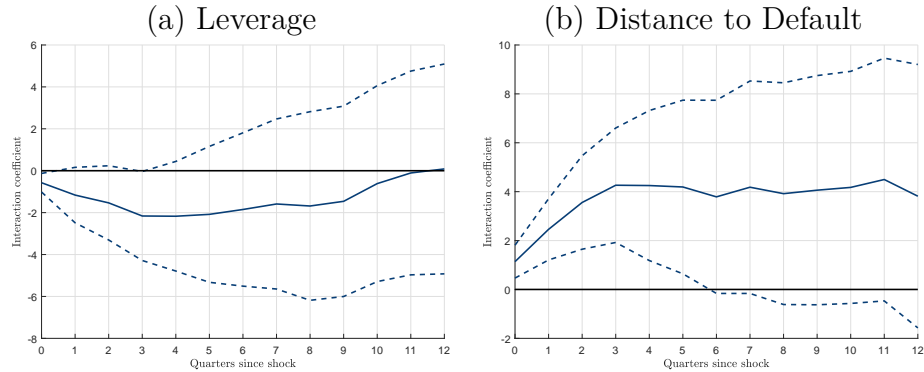 (a) Leverage
Interaction coefficient
6
4
2
0
-2
-4
-6
-8
0 1 2 3 4 5 6 7 8 9 10 11 12
Quarters since shock
(b) Distance to Default
Interaction coefficient
10
8
6
4
2
0
-2
0 1 2 3 4 5 6 7 8 9 10 11 12
Quarters since shock